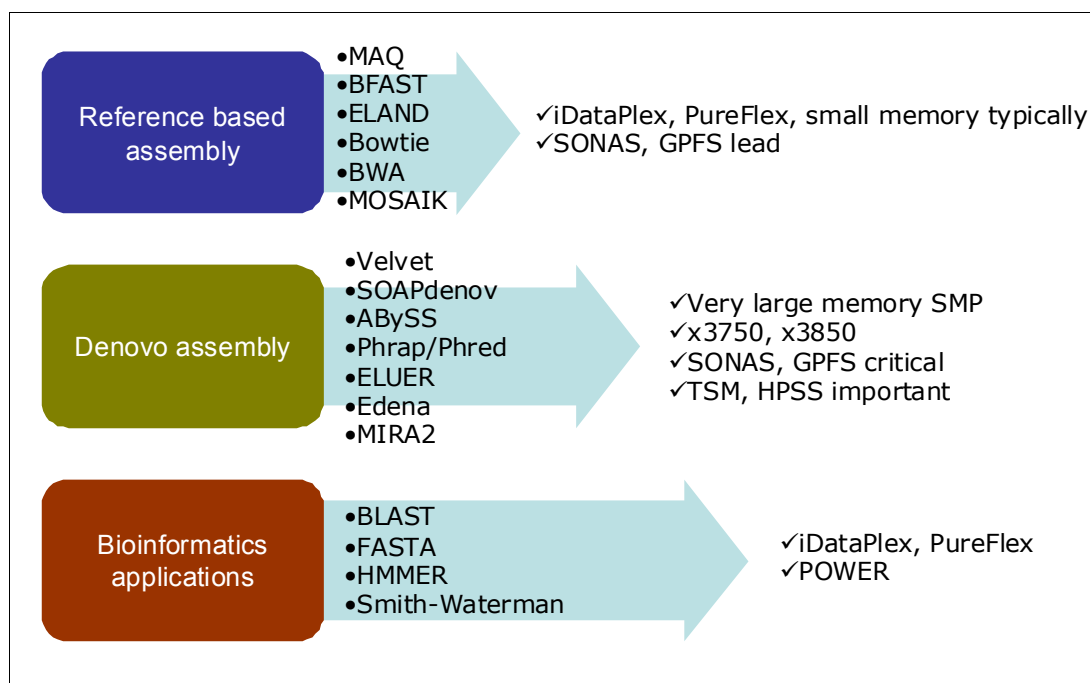 Reference based
assembly
•MAQ
•BFAST
•ELAND
•Bowtie
•BWA
•MOSAIK
✓iDataPlex, PureFlex, small memory typically
✓SONAS, GPFS lead
Denovo assembly
•Velvet
•SOAPdenov
•ABySS
•Phrap/Phred
•ELUER
•Edena
•MIRA2
✓Very large memory SMP
✓x3750, x3850
✓SONAS, GPFS critical
✓TSM, HPSS important
Bioinformatics
applications
•BLAST
•FASTA
•HMMER
•Smith-Waterman
✓iDataPlex, PureFlex
✓POWER